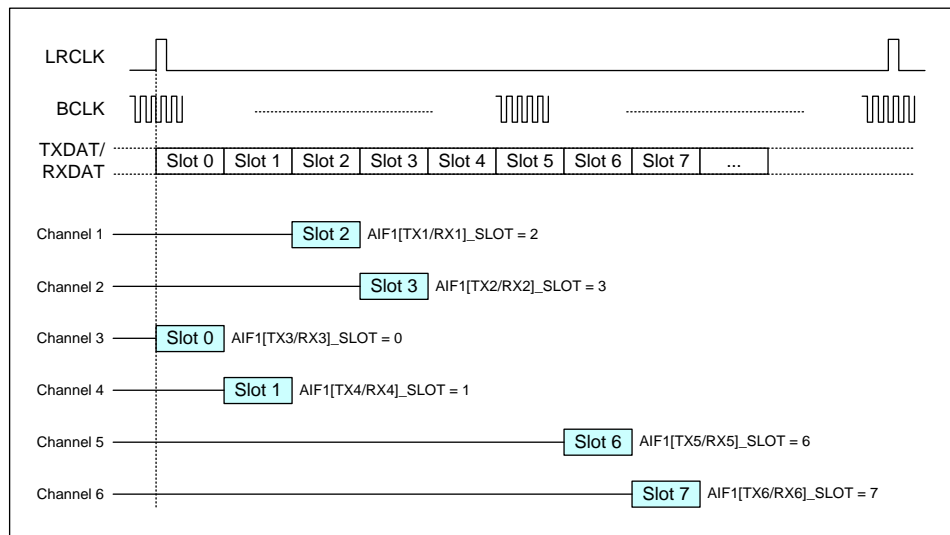 LRCLK
BCLK
TXDAT/
RXDAT
Slot 0 Slot 1 Slot 2 Slot 3 Slot 4 Slot 5 Slot 6 Slot 7 ...
Channel 1 Slot 2 AIF1[TX1/RX1]_SLOT = 2
Channel 2 Slot 3 AIF1[TX2/RX2]_SLOT = 3
Channel 3 Slot 0 AIF1[TX3/RX3]_SLOT = 0
Channel 4 Slot 1 AIF1[TX4/RX4]_SLOT = 1
Channel 5 Slot 6 AIF1[TX5/RX5]_SLOT = 6
Channel 6 Slot 7 AIF1[TX6/RX6]_SLOT = 7